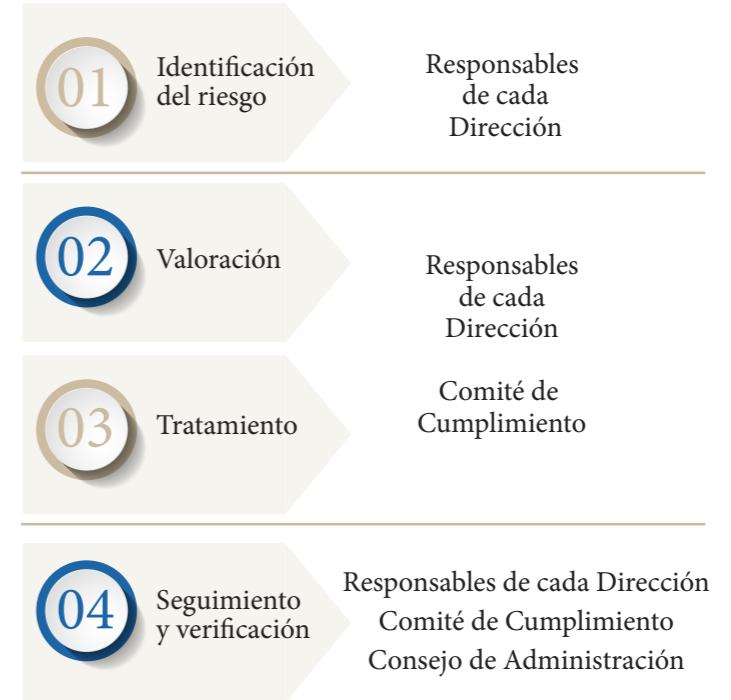 01
Identificación
del riesgo
Responsables
de cada
Dirección
02
Valoración
Responsables
de cada
Dirección
03
Tratamiento
Comité de
Cumplimiento
04
Seguimiento
y verificación
Responsables de cada Dirección
Comité de Cumplimiento
Consejo de Administración